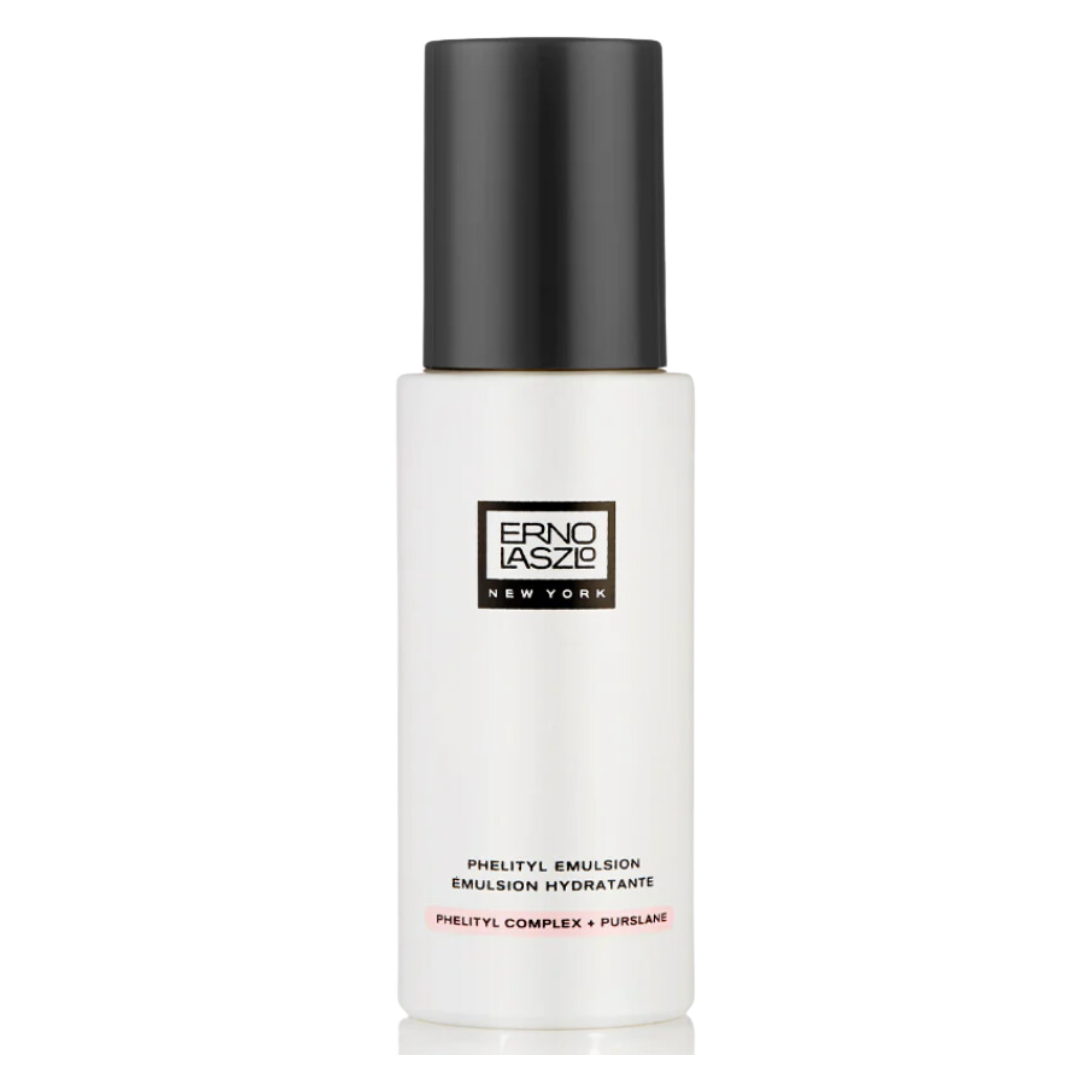 ERNO
LASZLO
NEW YORK
PHELITYL EMULSION
ÉMULSION HYDRATANTE
PHELITYL COMPLEX + PURSLANE